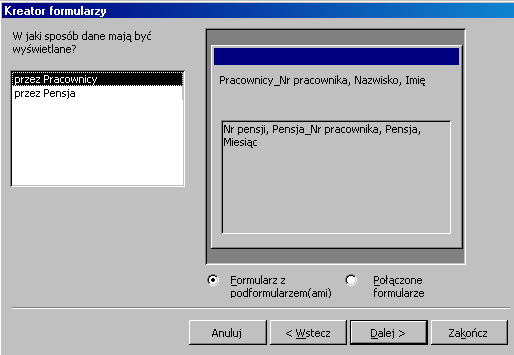 Kreator formularzy
W jaki sposób dane mają być
wyświetlane?
przez Pracownicy
przez Pensja
Pracownicy_Nr pracownika, Nazwisko, Imię
Nr pensji, Pensja_Nr pracownika, Pensja,
Miesiąc
Formularz z
podformularzem(ami)
Połączone
formularze
Anuluj
< Wstecz
Dalej >
Zakończ